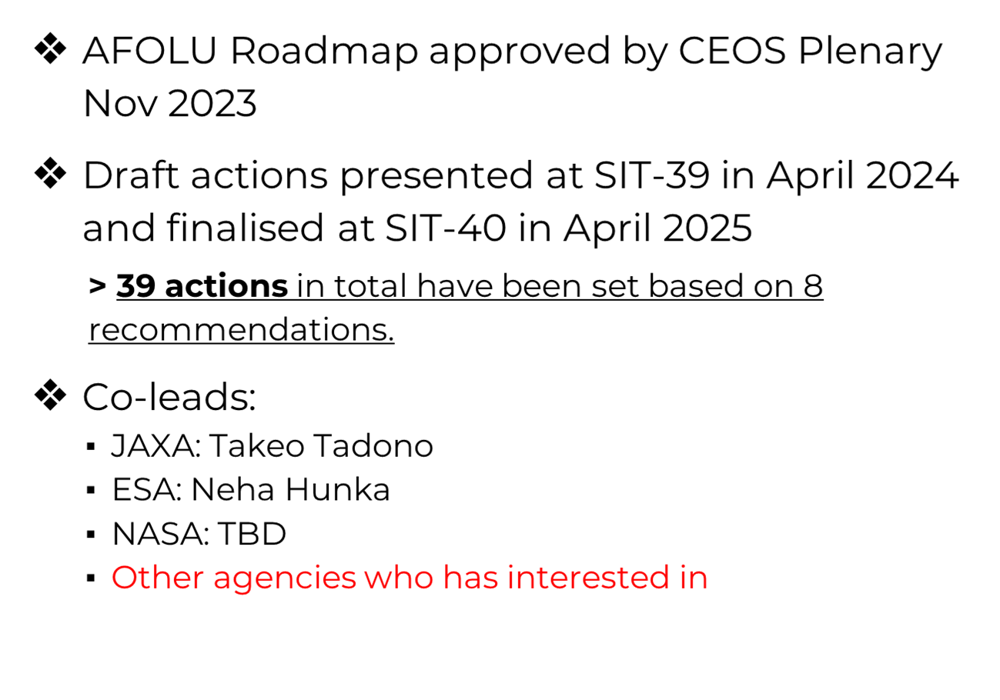 ❖ AFOLU Roadmap approved by CEOS Plenary
Nov 2023
❖ Draft actions presented at SIT-39 in April 2024
and finalised at SIT-40 in April 2025
> 39 actions in total have been set based on 8
recommendations.
❖ Co-leads:
▪ JAXA: Takeo Tadono
▪ ESA: Neha Hunka
▪ NASA: TBD
▪ Other agencies who has interested in